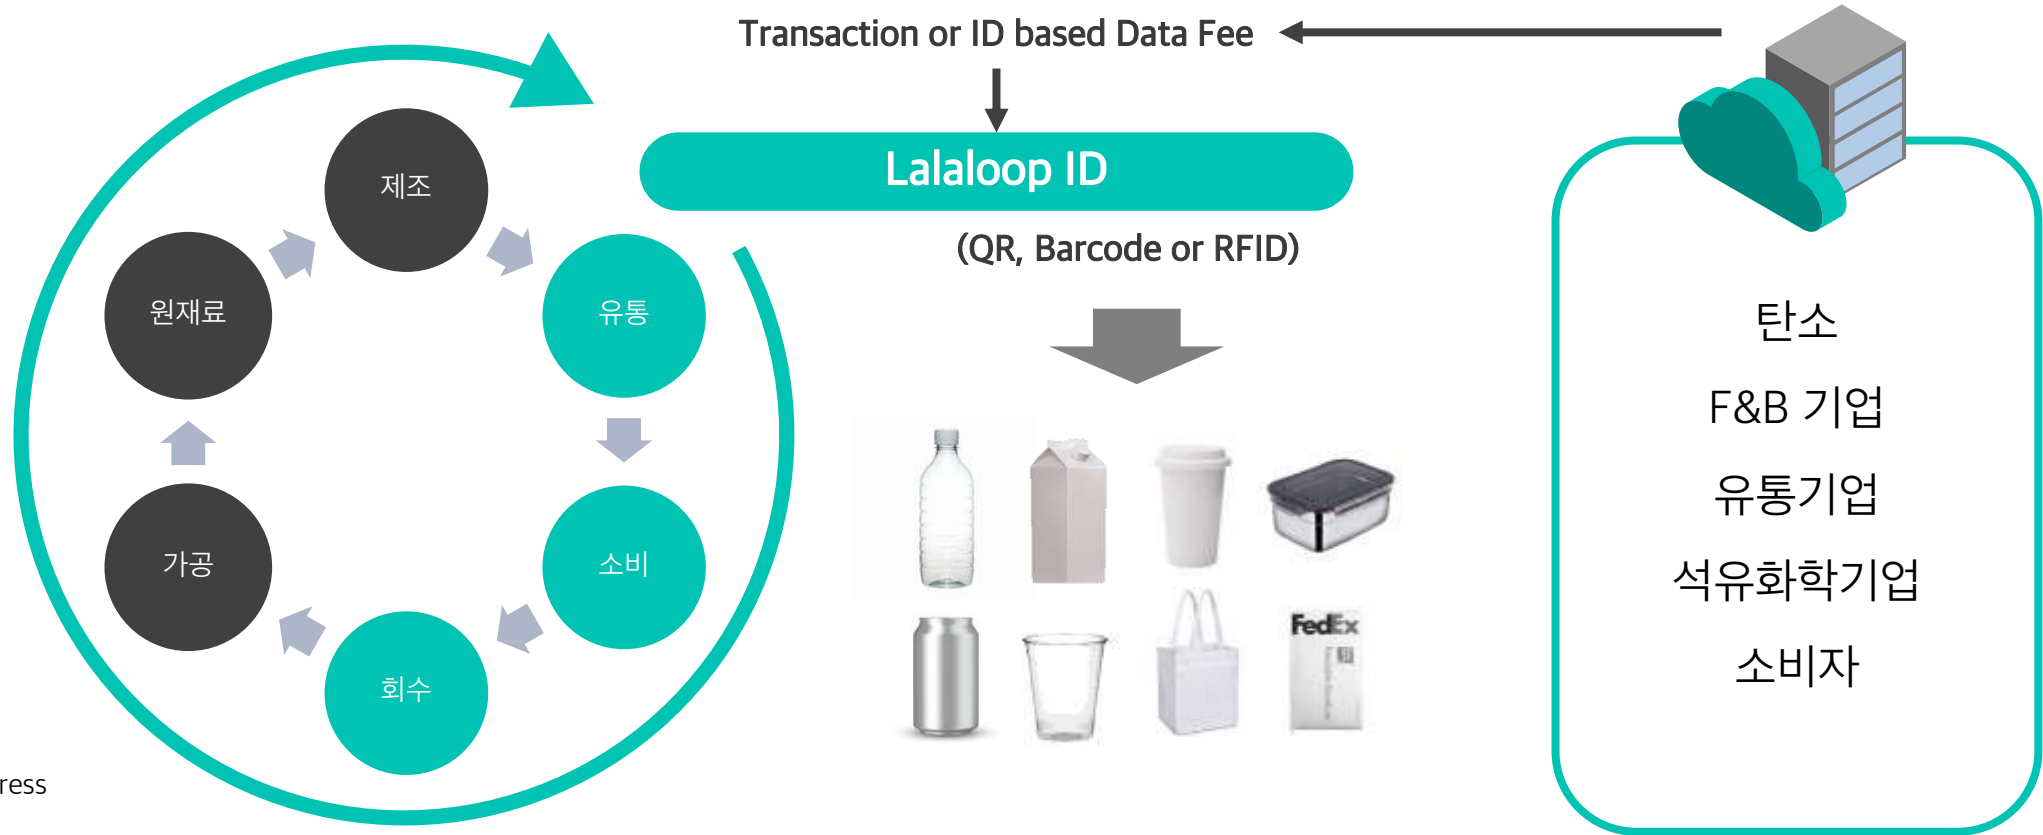 Transaction or ID based Data Fee
Lalaloop ID
(QR, Barcode or RFID)
제조
유통
소비
회수
가공
원재료
FedEx
탄소
F&B 기업
유통기업
석유화학기업
소비자
ress